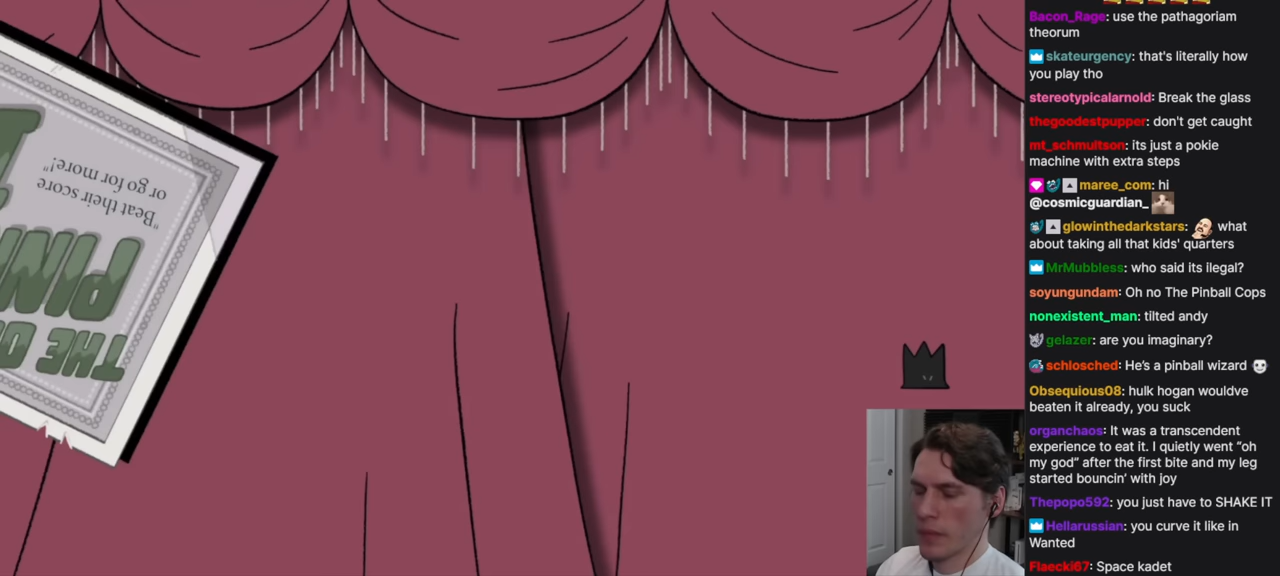 THE
PIN
"Beat their score
or go for more!"
Bacon_Rage: use the pathagoriam
theorum
skateurgency: that's literally how
you play tho
stereotypicalarnold: Break the glass
thegoodestpupper: don't get caught
mt_schmultson: its just a pokie
machine with extra steps
maree_com: hi
@cosmicguardian_
glowinthedarkstars: what
about taking all that kids' quarters
MrMubbless: who said its ilegal?
soyungundam: Oh no The Pinball Cops
nonexistent_man: tilted andy
gelazer: are you imaginary?
schlosched: He's a pinball wizard
Obsequious08: hulk hogan wouldve
beaten it already, you suck
organchaos: It was a transcendent
experience to eat it. I quietly went “oh
my god” after the first bite and my leg
started bouncin’ with joy
Thepopo592: you just have to SHAKE IT
Hellarussian: you curve it like in
Wanted
Flaecki67: Space kadet